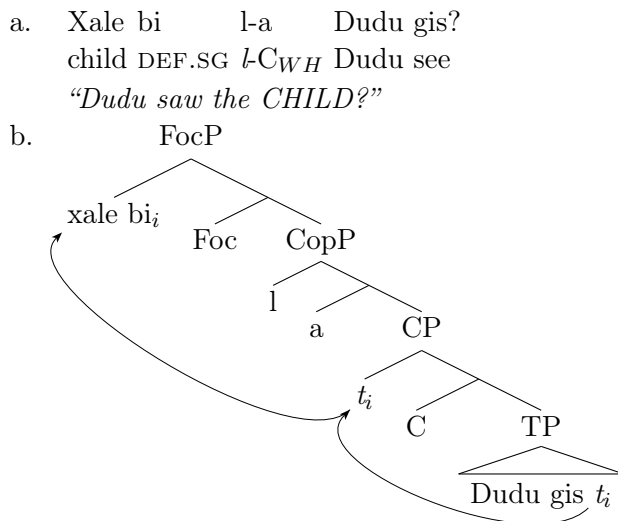 a. Xale bi l-a Dudu gis?
child DEF.SG l-C_WH Dudu see
“Dudu saw the CHILD?”
b. FocP
xale bi_i
Foc CopP
l
a CP
t_i
C TP
Dudu gis t_i